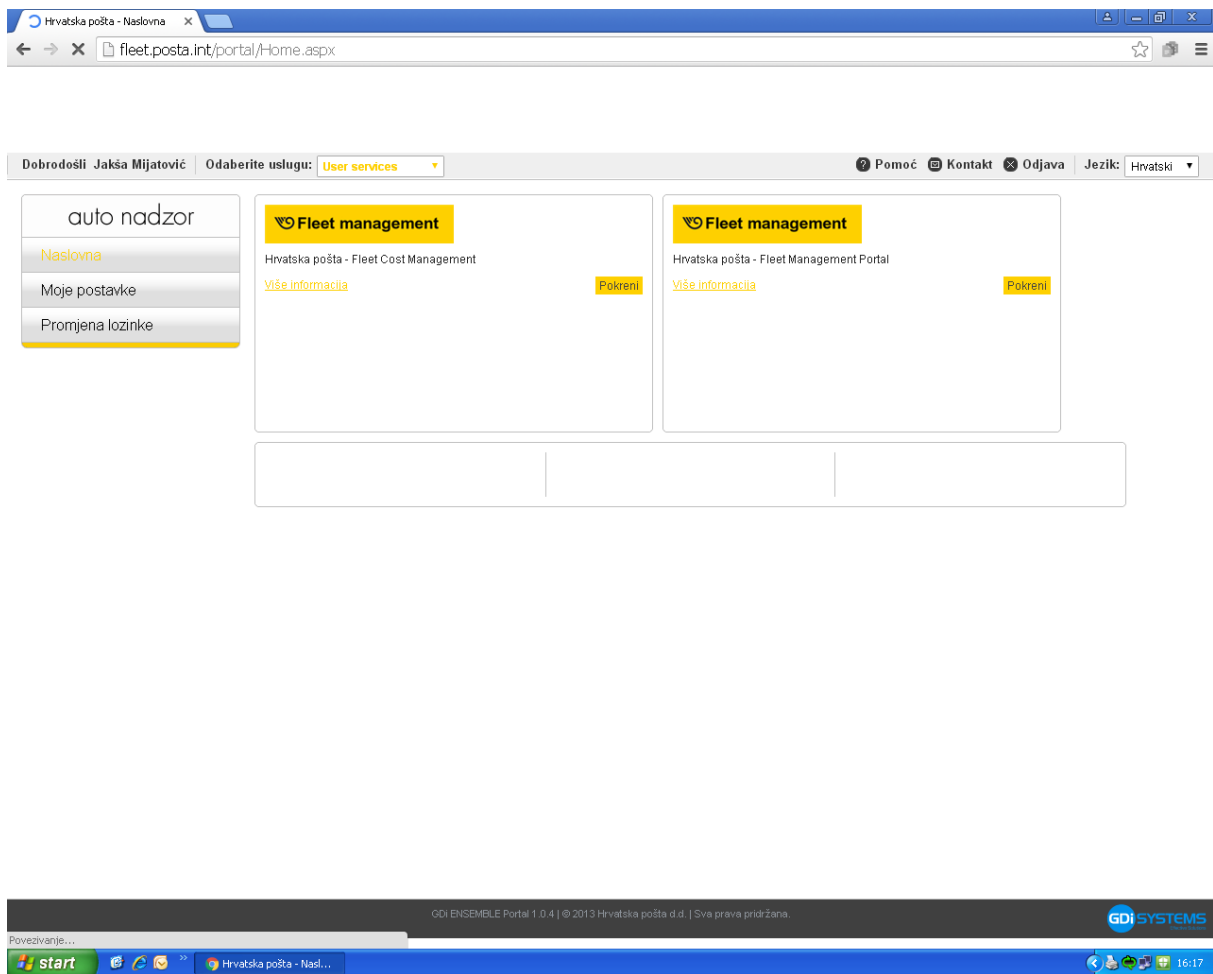 Hrvatska pošta - Naslovna
fleet.posta.int/portal/Home.aspx
Dobrodošli Jakša Mijatović Odaberite uslugu: User services Pomoć Kontakt Odjava Jezik: Hrvatski
auto nadzor
Naslovna
Moje postavke
Promjena lozinke
Fleet management
Hrvatska pošta - Fleet Cost Management
Više informacija Pokreni
Fleet management
Hrvatska pošta - Fleet Management Portal
Više informacija Pokreni
GDi ENSEMBLE Portal 1.0.4 | © 2013 Hrvatska pošta d.d. | Sva prava pridržana.
GDi SYSTEMS
Povezivanje...
start Hrvatska pošta - Nasl... 16:17